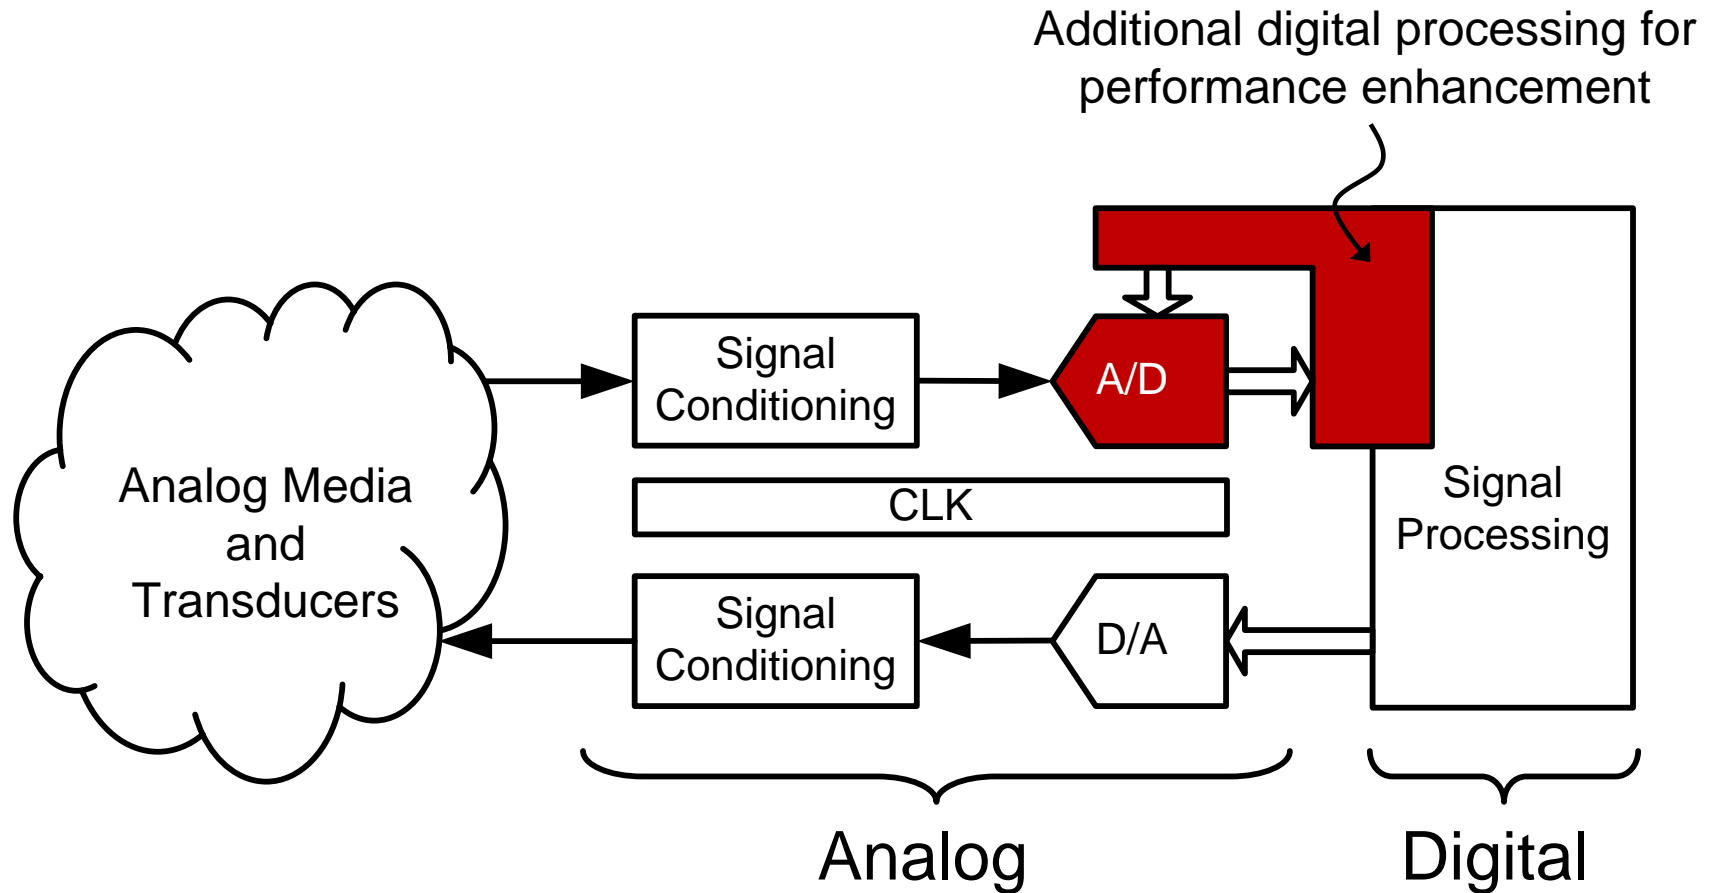 Additional digital processing for
performance enhancement
Signal
Conditioning
A/D
Analog Media
and
Transducers
CLK
Signal
Processing
Signal
Conditioning
D/A
Analog
Digital